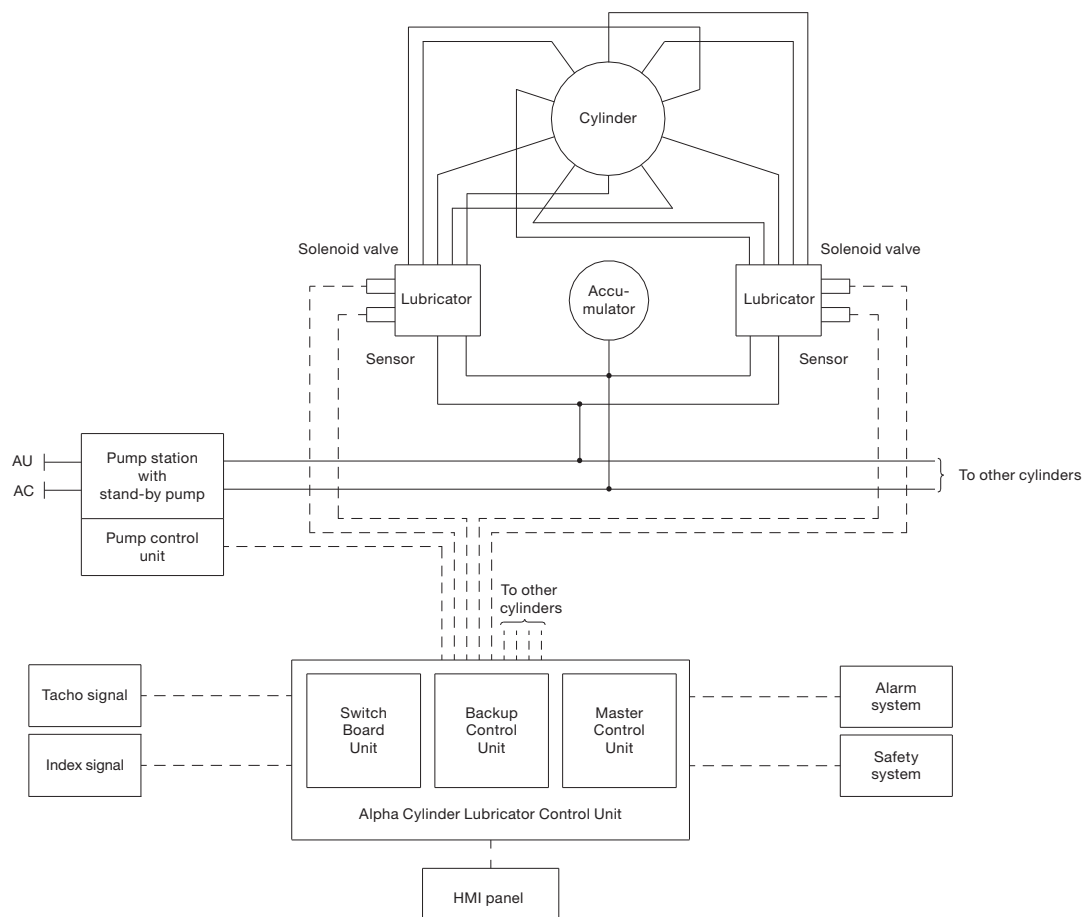 Cylinder
Solenoid valve
Solenoid valve
Lubricator
Accu-
mulator
Lubricator
Sensor
Sensor
AU
AC
Pump station
with
stand-by pump
To other cylinders
Pump control
unit
To other
cylinders
Tacho signal
Index signal
Switch
Board
Unit
Backup
Control
Unit
Master
Control
Unit
Alarm
system
Safety
system
Alpha Cylinder Lubricator Control Unit
HMI panel